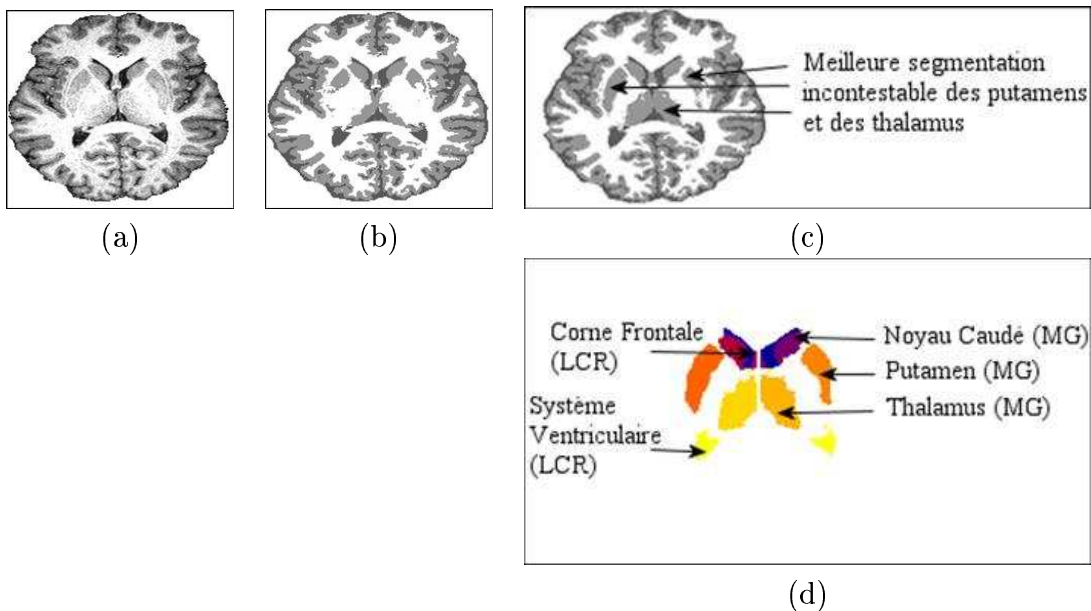 Meilleure segmentation
incontestable des putamens
et des thalamus
(a)
(b)
(c)
Corne Frontale
(LCR)
Noyau Caudé (MG)
Putamen (MG)
Thalamus (MG)
Système
Ventriculaire
(LCR)
(d)